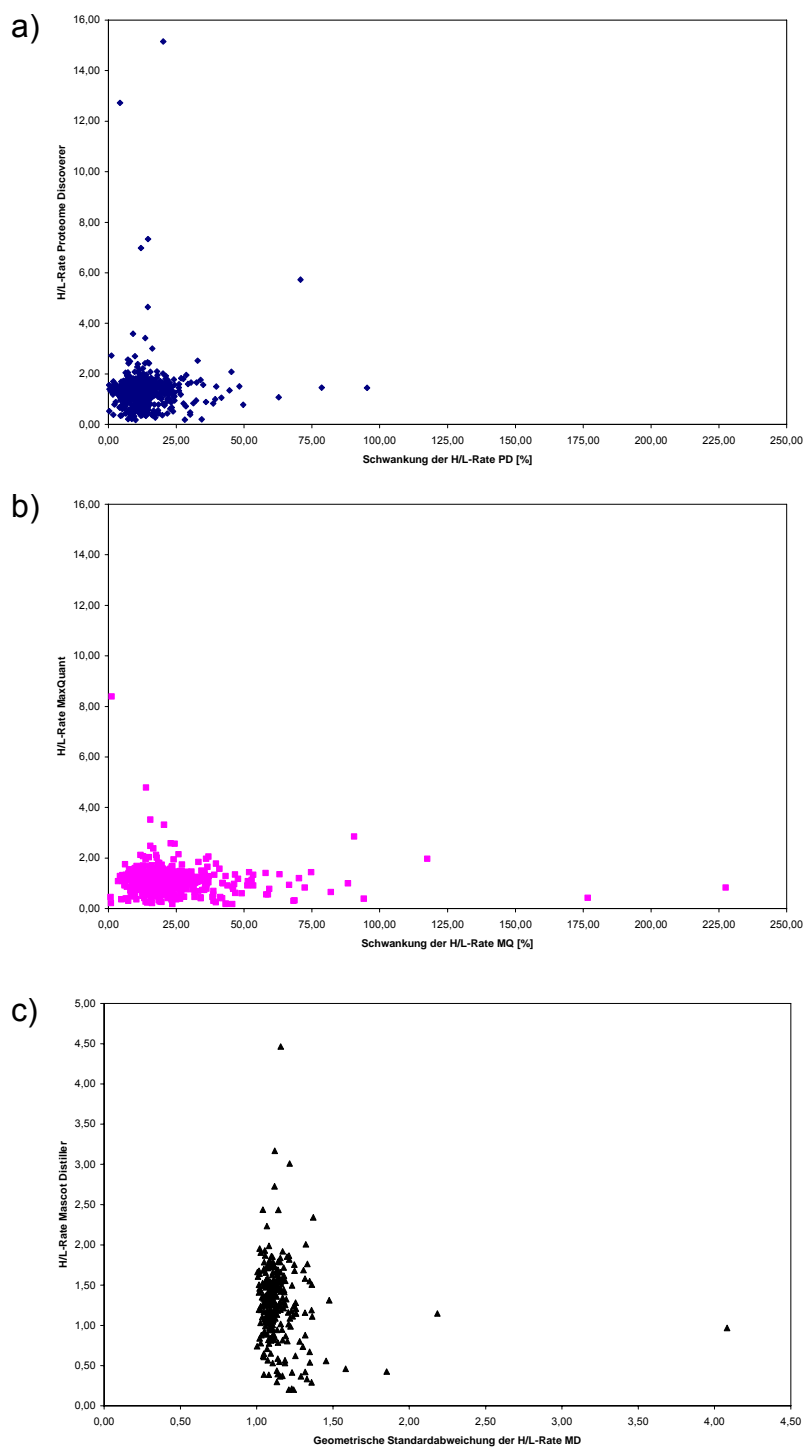 a)
H/L-Rate Proteome Discoverer
16,00
14,00
12,00
10,00
8,00
6,00
4,00
2,00
0,00
0,00 25,00 50,00 75,00 100,00 125,00 150,00 175,00 200,00 225,00 250,00
Schwankung der H/L-Rate PD [%]
b)
H/L-Rate MaxQuant
16,00
14,00
12,00
10,00
8,00
6,00
4,00
2,00
0,00
0,00 25,00 50,00 75,00 100,00 125,00 150,00 175,00 200,00 225,00 250,00
Schwankung der H/L-Rate MQ [%]
c)
H/L-Rate Mascot Distiller
5,00
4,50
4,00
3,50
3,00
2,50
2,00
1,50
1,00
0,50
0,00
0,00 0,50 1,00 1,50 2,00 2,50 3,00 3,50 4,00 4,50
Geometrische Standardabweichung der H/L-Rate MD